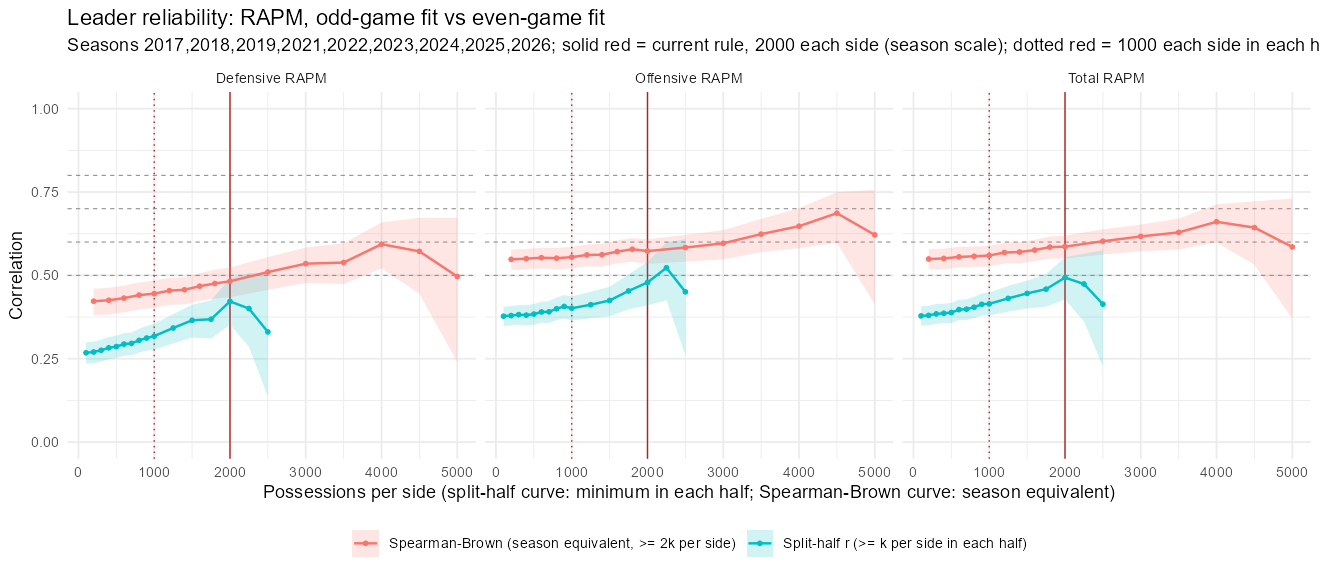 Leader reliability: RAPM, odd-game fit vs even-game fit
Seasons 2017,2018,2019,2021,2022,2023,2024,2025,2026; solid red = current rule, 2000 each side (season scale); dotted red = 1000 each side in each h
Defensive RAPM Offensive RAPM Total RAPM
Correlation
1.00
0.75
0.50
0.25
0.00
0 1000 2000 3000 4000 5000 0 1000 2000 3000 4000 5000 0 1000 2000 3000 4000 5000
Possessions per side (split-half curve: minimum in each half; Spearman-Brown curve: season equivalent)
Spearman-Brown (season equivalent, >= 2k per side) Split-half r (>= k per side in each half)